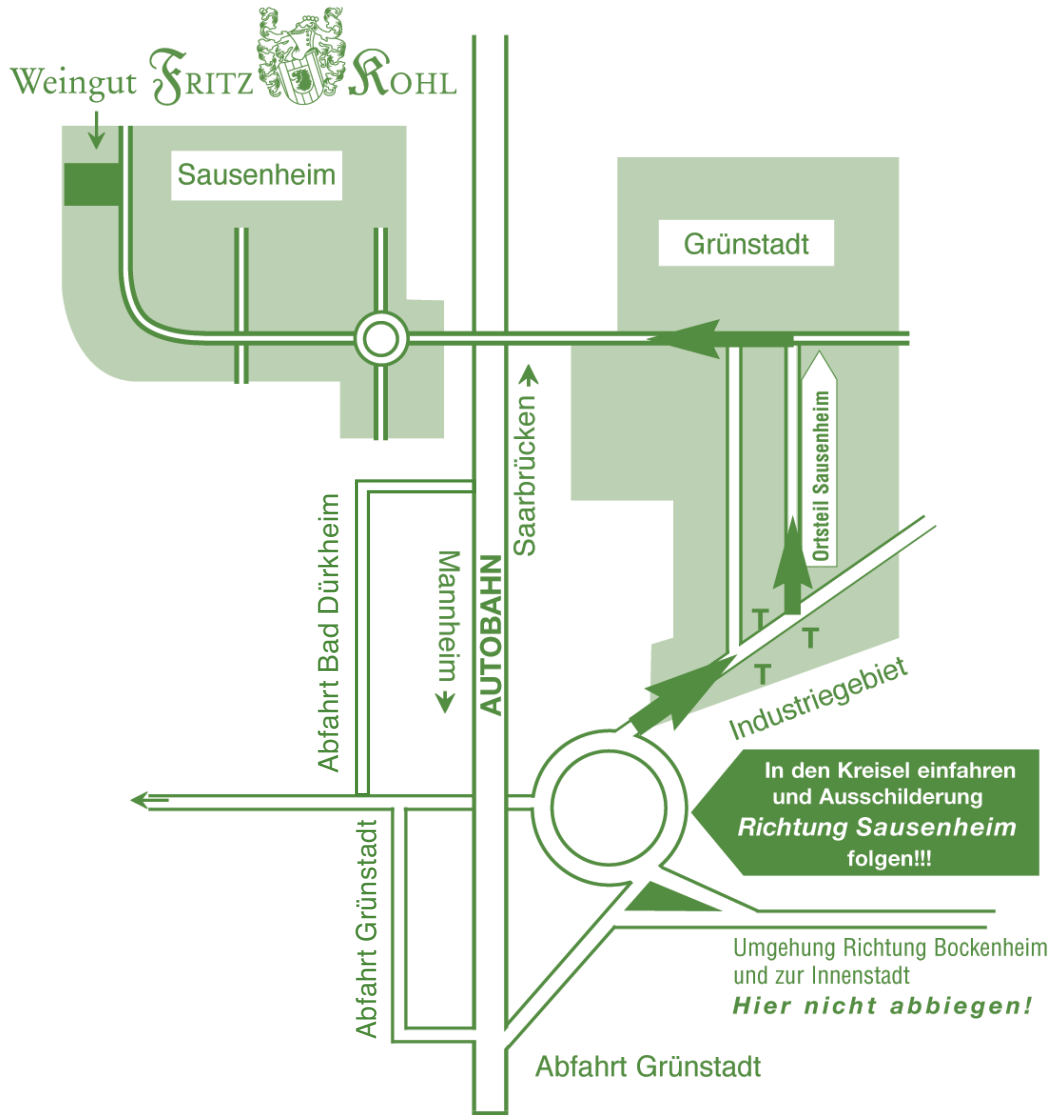 Weingut FRITZ KOHL
Sausenheim
Grünstadt
Saarbrücken
Ortsteil Sausenheim
Abfahrt Bad Dürkheim
Mannheim
AUTOBAHN
T
T
T
Industriegebiet
In den Kreisel einfahren
und Ausschilderung
Richtung Sausenheim
folgen!!!
Abfahrt Grünstadt
Umgehung Richtung Bockenheim
und zur Innenstadt
Hier nicht abbiegen!
Abfahrt Grünstadt